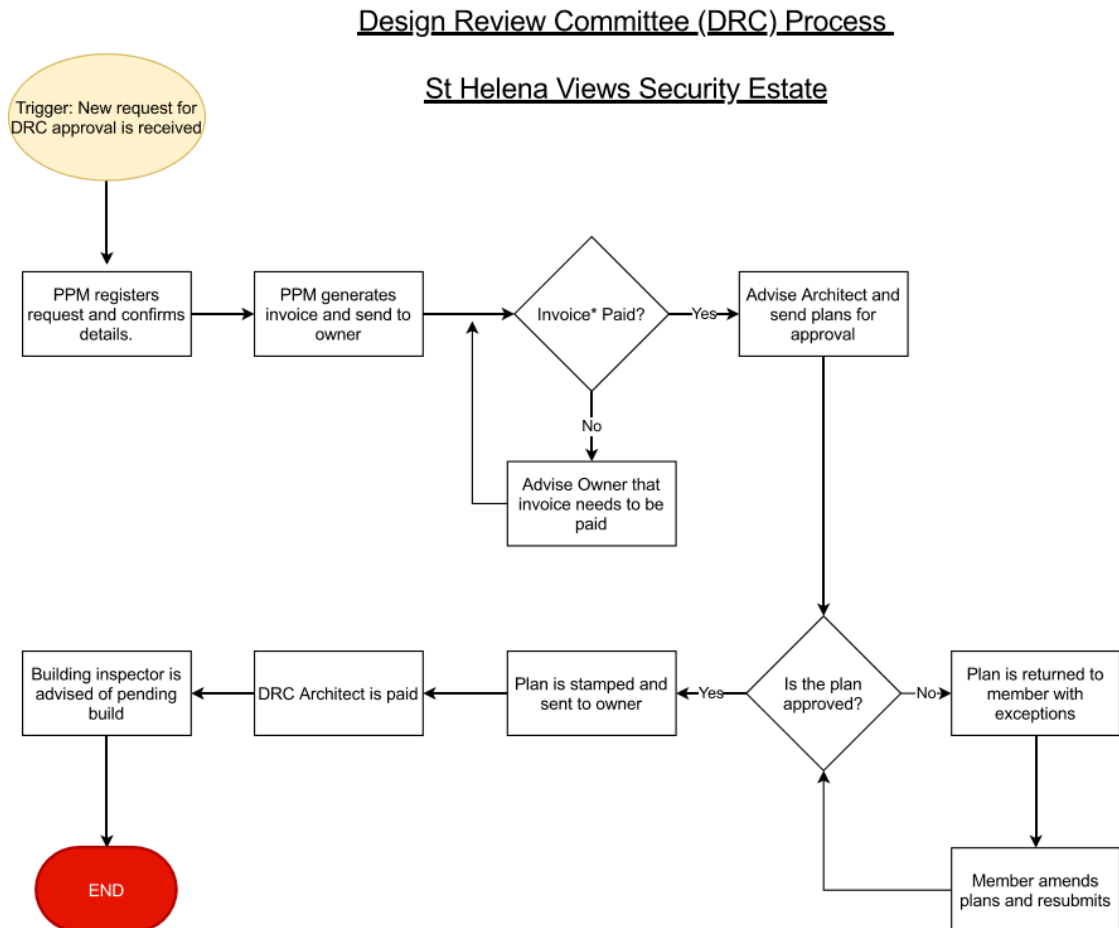 Design Review Committee (DRC) Process
St Helena Views Security Estate
Trigger: New request for
DRC approval is received
PPM registers
request and confirms
details.
PPM generates
invoice and send to
owner
Invoice* Paid?
Yes
Advise Architect and
send plans for
approval
No
Advise Owner that
invoice needs to be
paid
Is the plan
approved?
No
Plan is returned to
member with
exceptions
Member amends
plans and resubmits
Yes
Plan is stamped and
sent to owner
DRC Architect is paid
Building inspector is
advised of pending
build
END